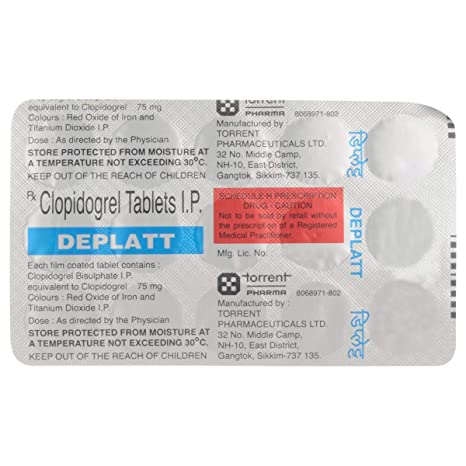 equivalent to Clopidogrel 75 mg
Colours : Red Oxide of Iron and
Titanium Dioxide I.P.
Dose : As directed by the Physician
STORE PROTECTED FROM MOISTURE AT
A TEMPERATURE NOT EXCEEDING 30°C.
KEEP OUT OF THE REACH OF CHILDREN
Rx Clopidogrel Tablets I.P.
DEPLATT
Each film coated tablet contains :
Clopidogrel Bisulphate I.P.
equivalent to Clopidogrel 75 mg
Colours : Red Oxide of Iron and
Titanium Dioxide I.P.
Dose : As directed by the Physician
STORE PROTECTED FROM MOISTURE AT
A TEMPERATURE NOT EXCEEDING 30°C.
KEEP OUT OF THE REACH OF CHILDREN
torrent
PHARMA 8068971-802
Manufactured by :
TORRENT
PHARMACEUTICALS LTD.
32 No. Middle Camp,
NH-10, East District,
Gangtok, Sikkim-737 135.
SCHEDULE H PRESCRIPTION
DRUG - CAUTION
Not to be sold by retail without
the prescription of a Registered
Medical Practitioner.
Mfg. Lic. No.:
torrent
PHARMA 8068971-802
Manufactured by :
TORRENT
PHARMACEUTICALS LTD.
32 No. Middle Camp,
NH-10, East District,
Gangtok, Sikkim-737 135.
डिप्लेट
DEPLATT
डिप्लेट